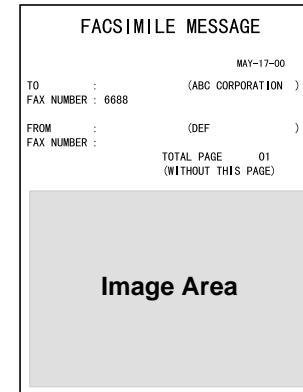 FACSIMILE MESSAGE
MAY-17-00
TO : (ABC CORPORATION )
FAX NUMBER : 6688
FROM : (DEF )
FAX NUMBER :
TOTAL PAGE 01
(WITHOUT THIS PAGE)
Image Area